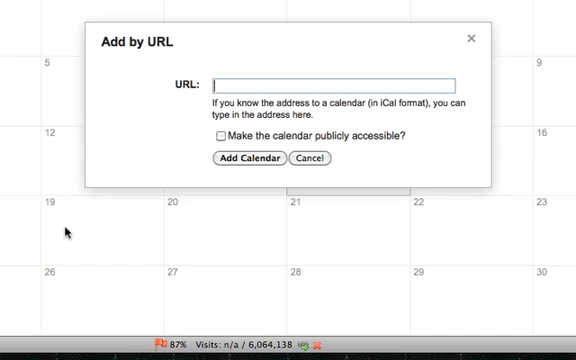 Add by URL
5
9
URL:
If you know the address to a calendar (in iCal format), you can
type in the address here.
12
Make the calendar publicly accessible?
16
Add Calendar
Cancel
19
20
21
22
23
26
27
28
29
30
87% Visits: n/a / 6,064,138